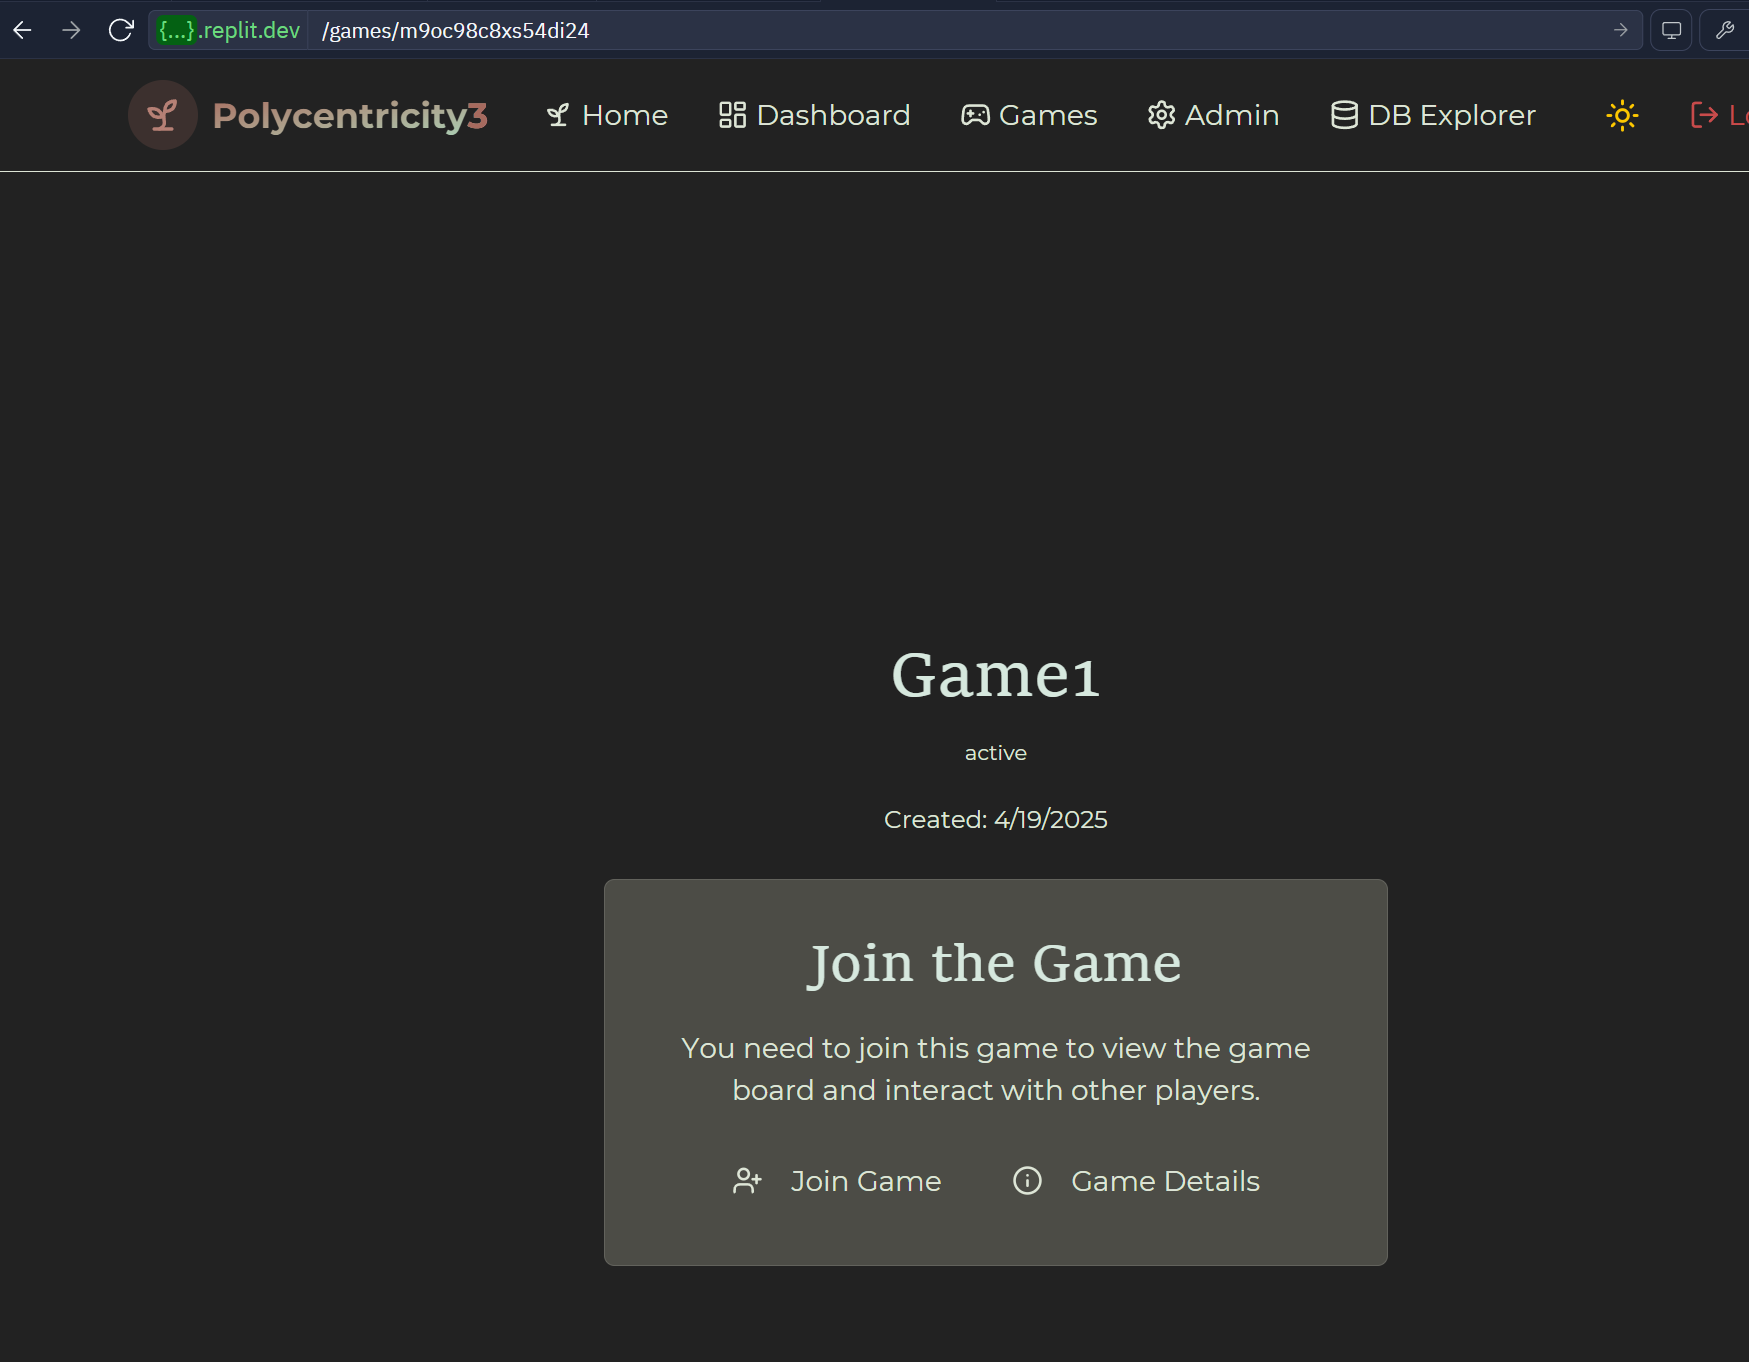 {...}.replit.dev /games/m9oc98c8xs54di24
Polycentricity3 Home Dashboard Games Admin DB Explorer
Game1
active
Created: 4/19/2025
Join the Game
You need to join this game to view the game
board and interact with other players.
Join Game Game Details